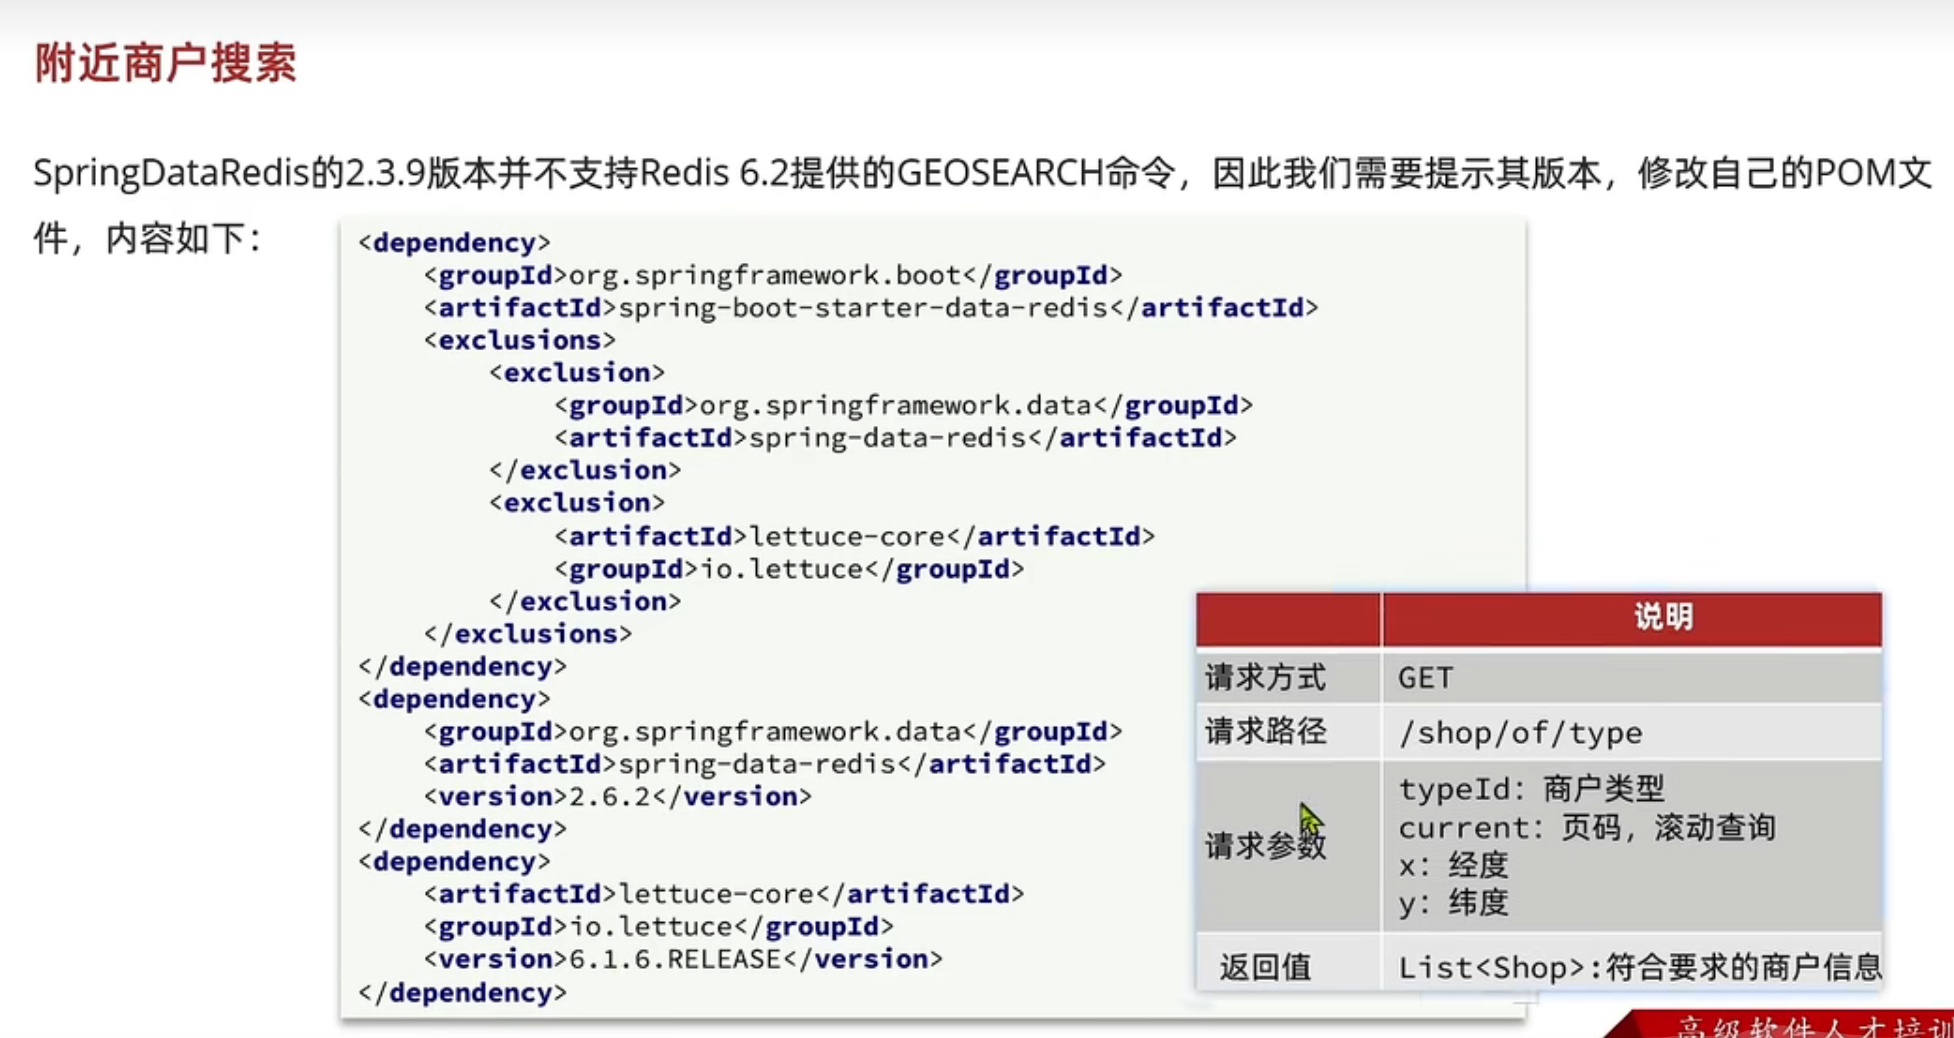 附近商户搜索
SpringDataRedis的2.3.9版本并不支持Redis 6.2提供的GEOSEARCH命令，因此我们需要提示其版本，修改自己的POM文
件，内容如下：
<dependency>
    <groupId>org.springframework.boot</groupId>
    <artifactId>spring-boot-starter-data-redis</artifactId>
    <exclusions>
        <exclusion>
            <groupId>org.springframework.data</groupId>
            <artifactId>spring-data-redis</artifactId>
        </exclusion>
        <exclusion>
            <artifactId>lettuce-core</artifactId>
            <groupId>io.lettuce</groupId>
        </exclusion>
    </exclusions>
</dependency>
<dependency>
    <groupId>org.springframework.data</groupId>
    <artifactId>spring-data-redis</artifactId>
    <version>2.6.2</version>
</dependency>
<dependency>
    <artifactId>lettuce-core</artifactId>
    <groupId>io.lettuce</groupId>
    <version>6.1.6.RELEASE</version>
</dependency>
说明
请求方式 GET
请求路径 /shop/of/type
请求参数
typeId：商户类型
current：页码，滚动查询
x：经度
y：纬度
返回值 List<Shop>:符合要求的商户信息
高级软件人才培训